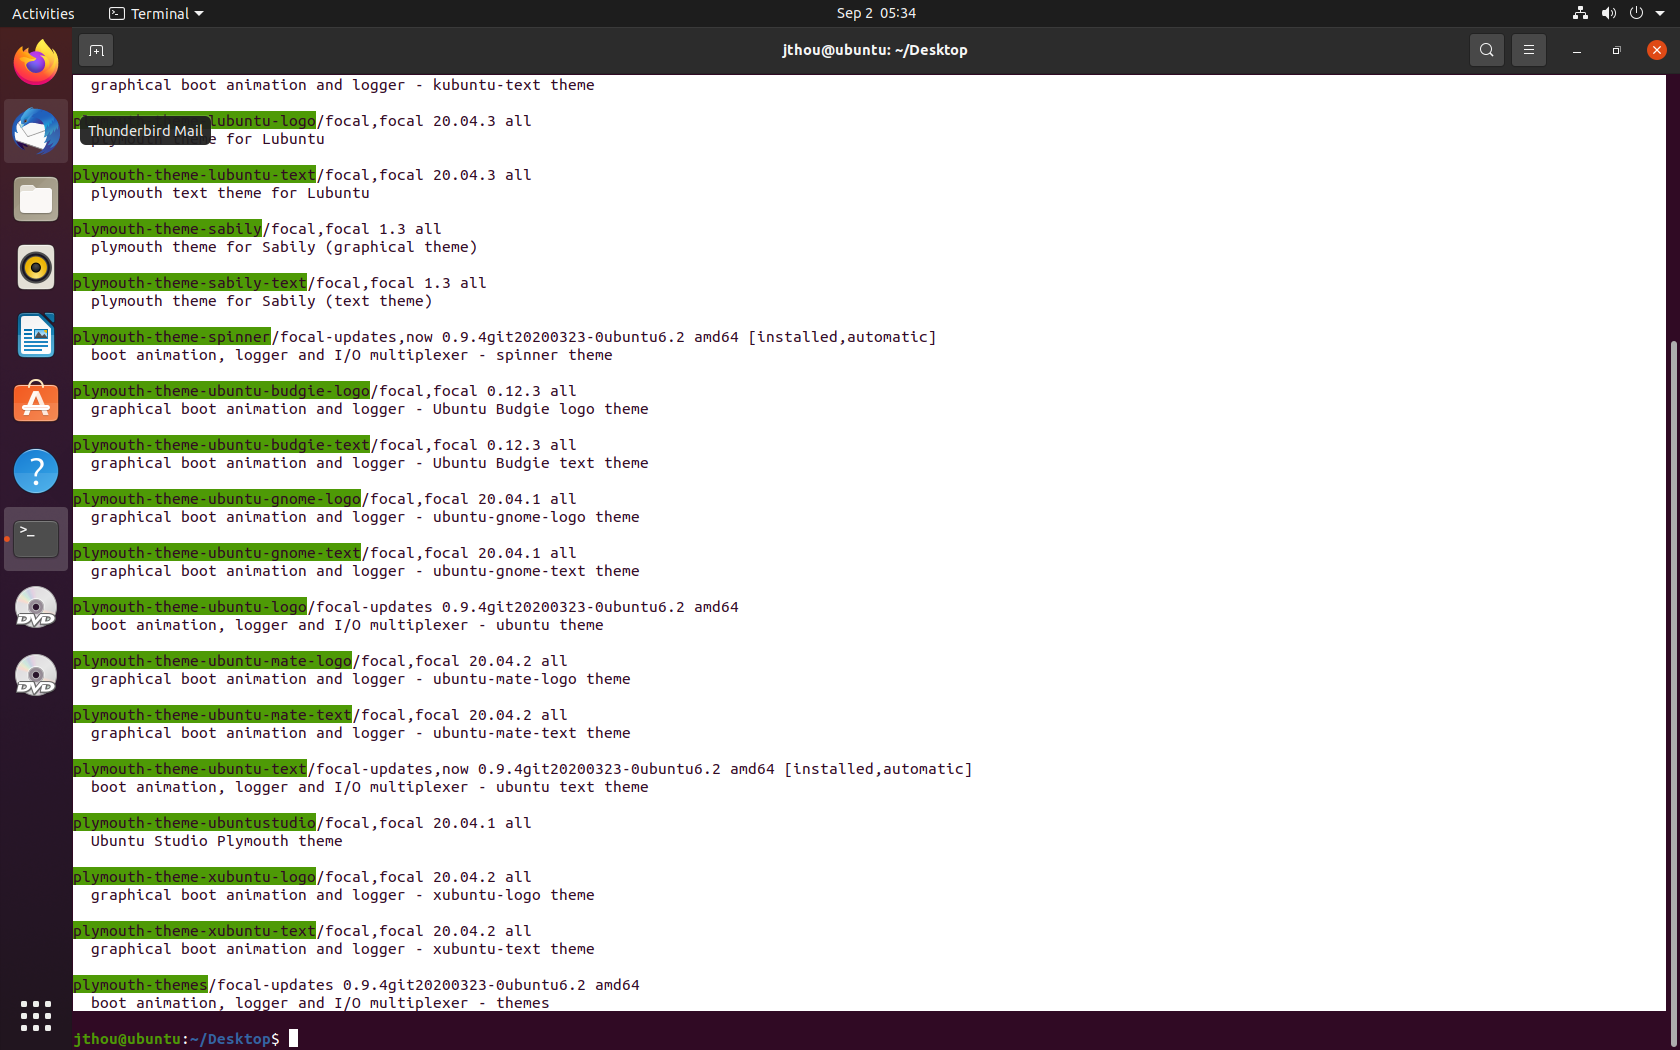 Activities
Terminal
Sep 2 05:34
jthou@ubuntu: ~/Desktop
graphical boot animation and logger - kubuntu-text theme
lubuntu-logo/focal,focal 20.04.3 all
Thunderbird Mail
for Lubuntu
plymouth-theme-lubuntu-text/focal,focal 20.04.3 all
plymouth text theme for Lubuntu
plymouth-theme-sabily/focal,focal 1.3 all
plymouth theme for Sabily (graphical theme)
plymouth-theme-sabily-text/focal,focal 1.3 all
plymouth theme for Sabily (text theme)
plymouth-theme-spinner/focal-updates,now 0.9.4git20200323-0ubuntu6.2 amd64 [installed,automatic]
boot animation, logger and I/O multiplexer - spinner theme
plymouth-theme-ubuntu-budgie-logo/focal,focal 0.12.3 all
graphical boot animation and logger - Ubuntu Budgie logo theme
plymouth-theme-ubuntu-budgie-text/focal,focal 0.12.3 all
graphical boot animation and logger - Ubuntu Budgie text theme
plymouth-theme-ubuntu-gnome-logo/focal,focal 20.04.1 all
graphical boot animation and logger - ubuntu-gnome-logo theme
plymouth-theme-ubuntu-gnome-text/focal,focal 20.04.1 all
graphical boot animation and logger - ubuntu-gnome-text theme
plymouth-theme-ubuntu-logo/focal-updates 0.9.4git20200323-0ubuntu6.2 amd64
boot animation, logger and I/O multiplexer - ubuntu theme
plymouth-theme-ubuntu-mate-logo/focal,focal 20.04.2 all
graphical boot animation and logger - ubuntu-mate-logo theme
plymouth-theme-ubuntu-mate-text/focal,focal 20.04.2 all
graphical boot animation and logger - ubuntu-mate-text theme
plymouth-theme-ubuntu-text/focal-updates,now 0.9.4git20200323-0ubuntu6.2 amd64 [installed,automatic]
boot animation, logger and I/O multiplexer - ubuntu text theme
plymouth-theme-ubuntustudio/focal,focal 20.04.1 all
Ubuntu Studio Plymouth theme
plymouth-theme-xubuntu-logo/focal,focal 20.04.2 all
graphical boot animation and logger - xubuntu-logo theme
plymouth-theme-xubuntu-text/focal,focal 20.04.2 all
graphical boot animation and logger - xubuntu-text theme
plymouth-themes/focal-updates 0.9.4git20200323-0ubuntu6.2 amd64
boot animation, logger and I/O multiplexer - themes
jthou@ubuntu:~/Desktop$
DVD
DVD